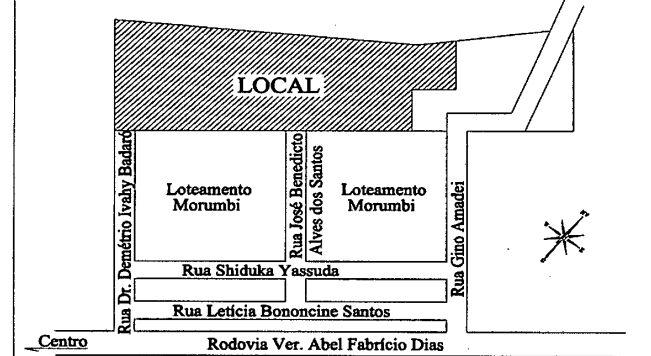 LOCAL
Rua Dr. Demétrio Ivahy Badaró
Loteamento
Morumbi
Rua José Benedicto
Alves dos Santos
Loteamento
Morumbi
Rua Gino Amadei
Rua Shiduka Yassuda
Rua Letícia Bononcine Santos
Centro
Rodovia Ver. Abel Fabrício Dias